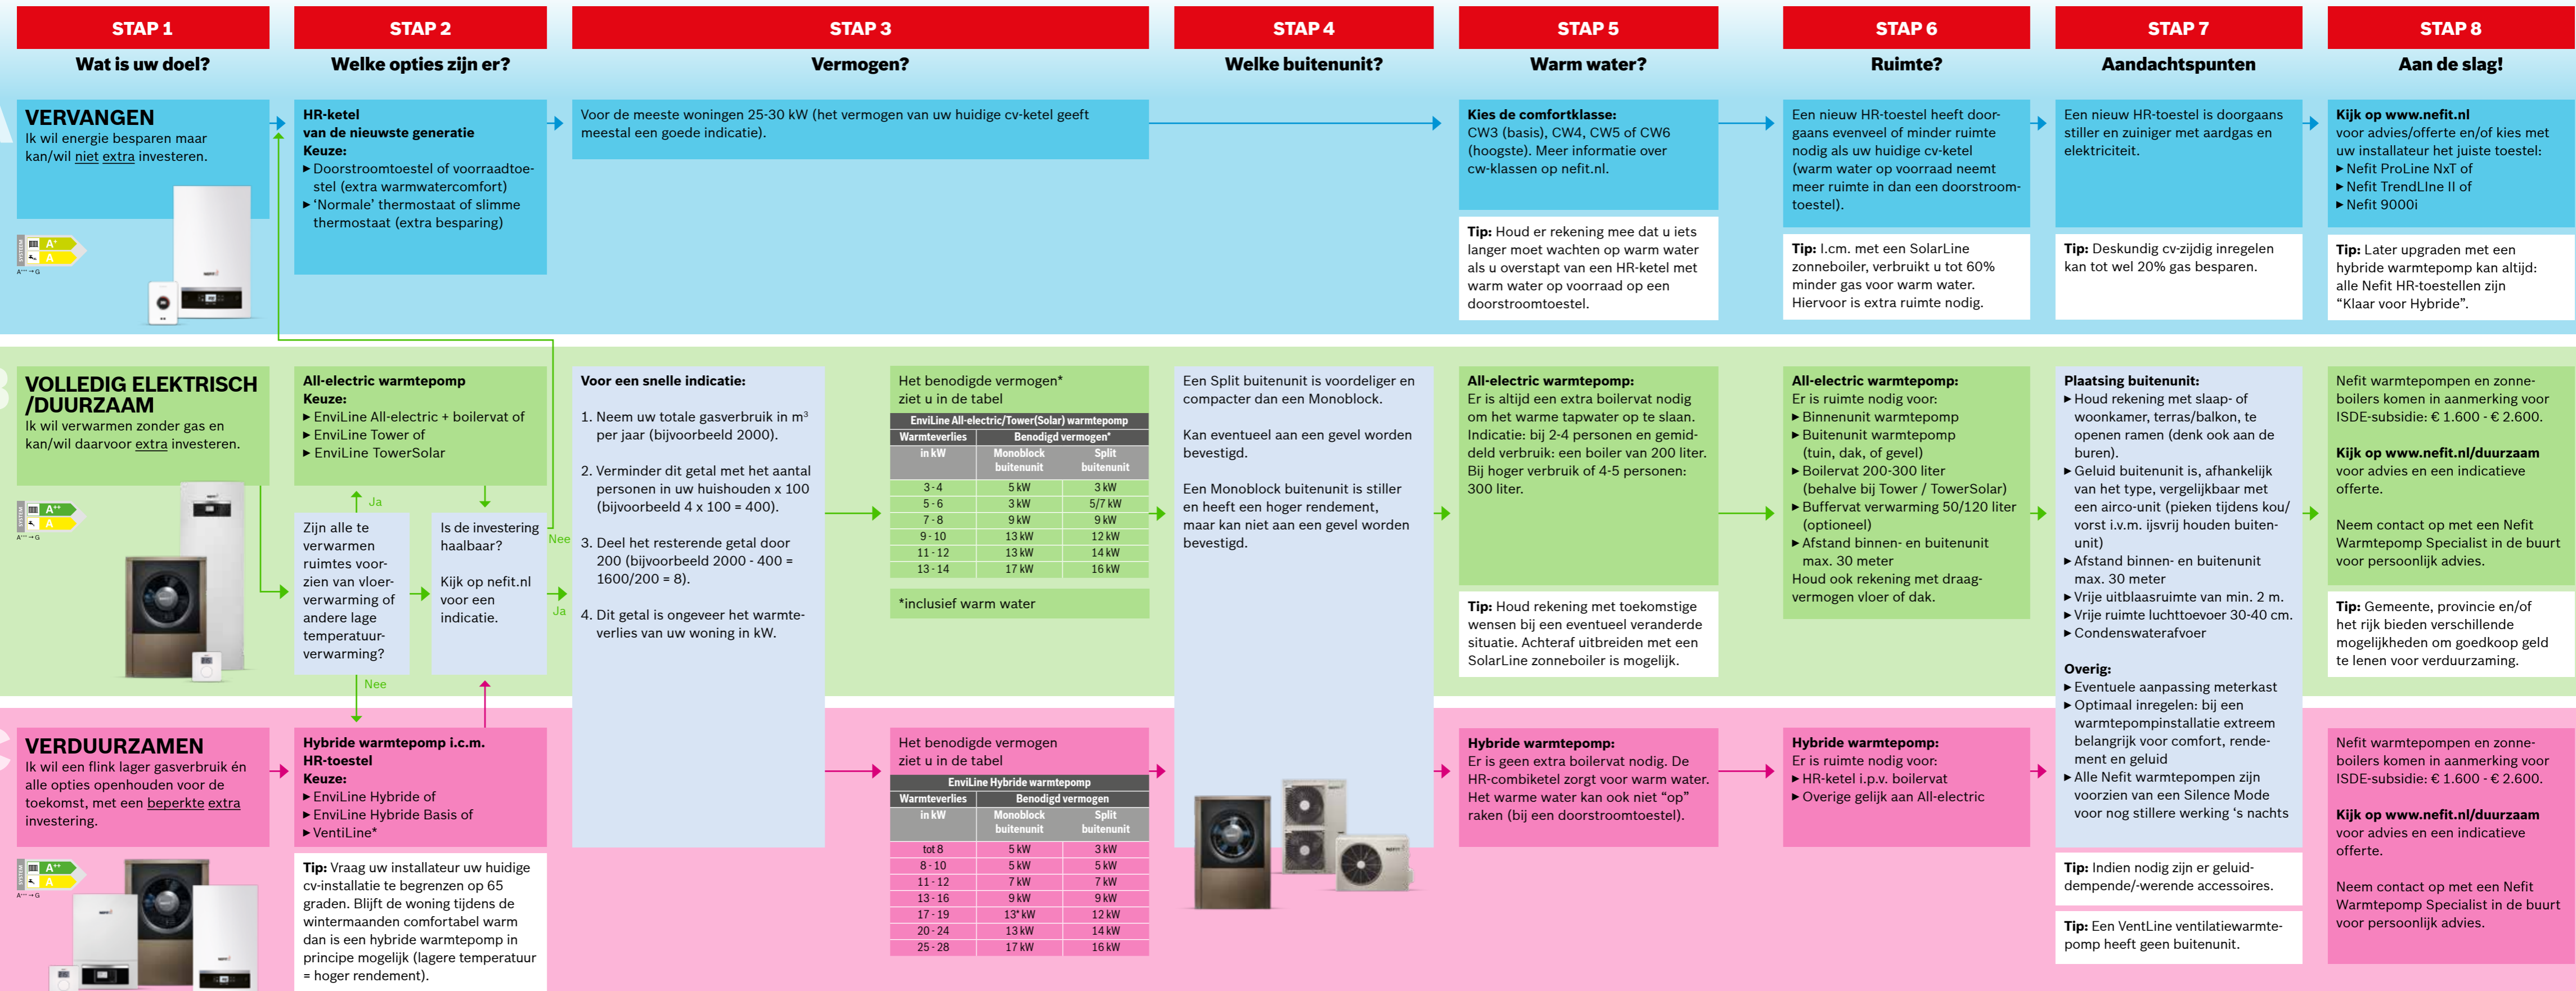 STAP 1
Wat is uw doel?
STAP 2
Welke opties zijn er?
STAP 3
Vermogen?
STAP 4
Welke buitenunit?
STAP 5
Warm water?
STAP 6
Ruimte?
STAP 7
Aandachtspunten
STAP 8
Aan de slag!
VERVANGEN
Ik wil energie besparen maar
kan/wil niet extra investeren.
SYSTEEM
A+
A
A+++ → G
HR-ketel
van de nieuwste generatie
Keuze:
▸ Doorstroomtoestel of voorraadtoe-
stel (extra warmwatercomfort)
▸ ‘Normale’ thermostaat of slimme
thermostaat (extra besparing)
Voor de meeste woningen 25-30 kW (het vermogen van uw huidige cv-ketel geeft
meestal een goede indicatie).
Kies de comfortklasse:
CW3 (basis), CW4, CW5 of CW6
(hoogste). Meer informatie over
cw-klassen op nefit.nl.
Tip: Houd er rekening mee dat u iets
langer moet wachten op warm water
als u overstapt van een HR-ketel met
warm water op voorraad op een
doorstroomtoestel.
Een nieuw HR-toestel heeft door-
gaans evenveel of minder ruimte
nodig als uw huidige cv-ketel
(warm water op voorraad neemt
meer ruimte in dan een doorstroom-
toestel).
Tip: I.cm. met een SolarLine
zonneboiler, verbruikt u tot 60%
minder gas voor warm water.
Hiervoor is extra ruimte nodig.
Een nieuw HR-toestel is doorgaans
stiller en zuiniger met aardgas en
elektriciteit.
Tip: Deskundig cv-zijdig inregelen
kan tot wel 20% gas besparen.
Kijk op www.nefit.nl
voor advies/offerte en/of kies met
uw installateur het juiste toestel:
▸ Nefit ProLine NxT of
▸ Nefit TrendLIne II of
▸ Nefit 9000i
Tip: Later upgraden met een
hybride warmtepomp kan altijd:
alle Nefit HR-toestellen zijn
“Klaar voor Hybride”.
VOLLEDIG ELEKTRISCH
/DUURZAAM
Ik wil verwarmen zonder gas en
kan/wil daarvoor extra investeren.
SYSTEEM
A++
A
A+++ → G
All-electric warmtepomp
Keuze:
▸ EnviLine All-electric + boilervat of
▸ EnviLine Tower of
▸ EnviLine TowerSolar
Ja
Zijn alle te
verwarmen
ruimtes voor-
zien van vloer-
verwarming of
andere lage
temperatuur-
verwarming?
Nee
Is de investering
haalbaar?
Kijk op nefit.nl
voor een
indicatie.
Nee
Ja
Voor een snelle indicatie:
1. Neem uw totale gasverbruik in m³
per jaar (bijvoorbeeld 2000).
2. Verminder dit getal met het aantal
personen in uw huishouden x 100
(bijvoorbeeld 4 x 100 = 400).
3. Deel het resterende getal door
200 (bijvoorbeeld 2000 - 400 =
1600/200 = 8).
4. Dit getal is ongeveer het warmte-
verlies van uw woning in kW.
Het benodigde vermogen*
ziet u in de tabel
EnviLine All-electric/Tower(Solar) warmtepomp
Warmteverlies Benodigd vermogen*
in kW Monoblock Split
buitenunit buitenunit
3 - 4 5 kW 3 kW
5 - 6 3 kW 5/7 kW
7 - 8 9 kW 9 kW
9 - 10 13 kW 12 kW
11 - 12 13 kW 14 kW
13 - 14 17 kW 16 kW
*inclusief warm water
Een Split buitenunit is voordeliger en
compacter dan een Monoblock.
Kan eventueel aan een gevel worden
bevestigd.
Een Monoblock buitenunit is stiller
en heeft een hoger rendement,
maar kan niet aan een gevel worden
bevestigd.
All-electric warmtepomp:
Er is altijd een extra boilervat nodig
om het warme tapwater op te slaan.
Indicatie: bij 2-4 personen en gemid-
deld verbruik: een boiler van 200 liter.
Bij hoger verbruik of 4-5 personen:
300 liter.
Tip: Houd rekening met toekomstige
wensen bij een eventueel veranderde
situatie. Achteraf uitbreiden met een
SolarLine zonneboiler is mogelijk.
All-electric warmtepomp:
Er is ruimte nodig voor:
▸ Binnenunit warmtepomp
▸ Buitenunit warmtepomp
(tuin, dak, of gevel)
▸ Boilervat 200-300 liter
(behalve bij Tower / TowerSolar)
▸ Buffervat verwarming 50/120 liter
(optioneel)
▸ Afstand binnen- en buitenunit
max. 30 meter
Houd ook rekening met draag-
vermogen vloer of dak.
Plaatsing buitenunit:
▸ Houd rekening met slaap- of
woonkamer, terras/balkon, te
openen ramen (denk ook aan de
buren).
▸ Geluid buitenunit is, afhankelijk
van het type, vergelijkbaar met
een airco-unit (pieken tijdens kou/
vorst i.v.m. ijsvrij houden buiten-
unit)
▸ Afstand binnen- en buitenunit
max. 30 meter
▸ Vrije uitblaasruimte van min. 2 m.
▸ Vrije ruimte luchttoevoer 30-40 cm.
▸ Condenswaterafvoer
Overig:
▸ Eventuele aanpassing meterkast
▸ Optimaal inregelen: bij een
warmtepompinstallatie extreem
belangrijk voor comfort, rende-
ment en geluid
▸ Alle Nefit warmtepompen zijn
voorzien van een Silence Mode
voor nog stillere werking ‘s nachts
Tip: Indien nodig zijn er geluid-
dempende/-werende accessoires.
Tip: Een VentLine ventilatiewarmte-
pomp heeft geen buitenunit.
Nefit warmtepompen en zonne-
boilers komen in aanmerking voor
ISDE-subsidie: € 1.600 - € 2.600.
Kijk op www.nefit.nl/duurzaam
voor advies en een indicatieve
offerte.
Neem contact op met een Nefit
Warmtepomp Specialist in de buurt
voor persoonlijk advies.
Tip: Gemeente, provincie en/of
het rijk bieden verschillende
mogelijkheden om goedkoop geld
te lenen voor verduurzaming.
VERDUURZAMEN
Ik wil een flink lager gasverbruik én
alle opties openhouden voor de
toekomst, met een beperkte extra
investering.
SYSTEEM
A++
A
A+++ → G
Hybride warmtepomp i.c.m.
HR-toestel
Keuze:
▸ EnviLine Hybride of
▸ EnviLine Hybride Basis of
▸ VentiLine*
Tip: Vraag uw installateur uw huidige
cv-installatie te begrenzen op 65
graden. Blijft de woning tijdens de
wintermaanden comfortabel warm
dan is een hybride warmtepomp in
principe mogelijk (lagere temperatuur
= hoger rendement).
Het benodigde vermogen
ziet u in de tabel
EnviLine Hybride warmtepomp
Warmteverlies Benodigd vermogen
in kW Monoblock Split
buitenunit buitenunit
tot 8 5 kW 3 kW
8 - 10 5 kW 5 kW
11 - 12 7 kW 7 kW
13 - 16 9 kW 9 kW
17 - 19 13* kW 12 kW
20 - 24 13 kW 14 kW
25 - 28 17 kW 16 kW
Hybride warmtepomp:
Er is geen extra boilervat nodig. De
HR-combiketel zorgt voor warm water.
Het warme water kan ook niet “op”
raken (bij een doorstroomtoestel).
Hybride warmtepomp:
Er is ruimte nodig voor:
▸ HR-ketel i.p.v. boilervat
▸ Overige gelijk aan All-electric
Nefit warmtepompen en zonne-
boilers komen in aanmerking voor
ISDE-subsidie: € 1.600 - € 2.600.
Kijk op www.nefit.nl/duurzaam
voor advies en een indicatieve
offerte.
Neem contact op met een Nefit
Warmtepomp Specialist in de buurt
voor persoonlijk advies.